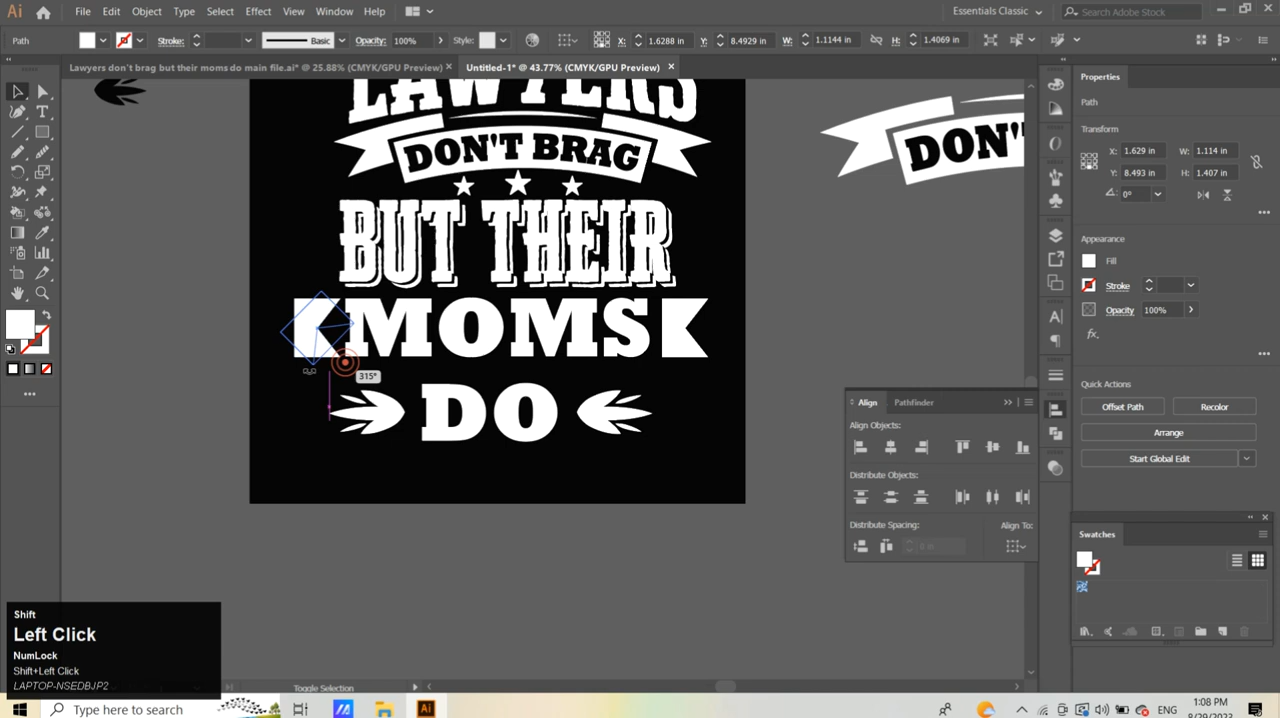 Ai File Edit Object Type Select Effect View Window Help Essentials Classic Search Adobe Stock
Path Stroke: Basic Opacity: 100% Style: X: 1.6288 in Y: 8.4929 in W: 1.1144 in H: 1.4069 in
Lawyers don't brag but their moms do main file.ai* @ 25.88% (CMYK/GPU Preview) × Untitled-1* @ 43.77% (CMYK/GPU Preview) ×
LAWYERS
DON'T BRAG
BUT THEIR
MOMS
DO
315°
DON'T
Properties
Path
Transform
X: 1.629 in W: 1.114 in
Y: 8.493 in H: 1.407 in
0°
Appearance
Fill
Stroke
Opacity 100%
fx.
Quick Actions
Offset Path Recolor
Arrange
Start Global Edit
Align Pathfinder
Align Objects:
Distribute Objects:
Distribute Spacing: Align To:
0 in
Swatches
Shift
Left Click
NumLock
Shift+Left Click
LAPTOP-NSEDBJP2
Toggle Selection
Type here to search
Ai
ENG
1:08 PM